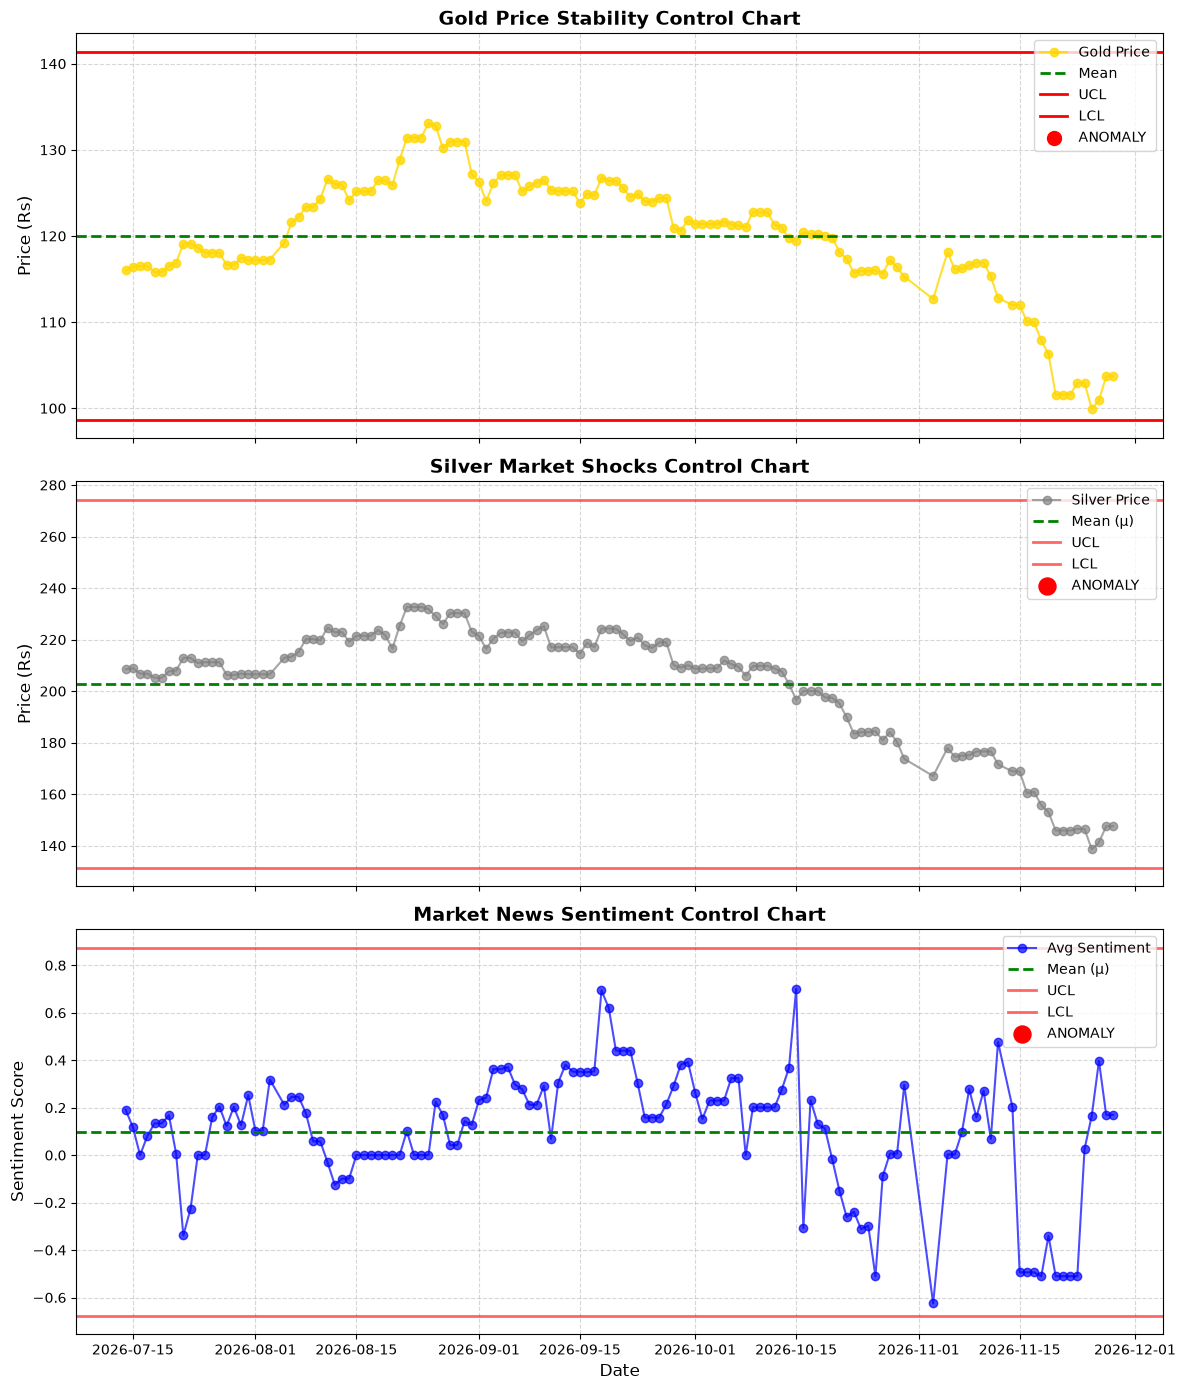 Gold Price Stability Control Chart
140
130
120
110
100
Price (Rs)
Gold Price
Mean
UCL
LCL
ANOMALY
Silver Market Shocks Control Chart
280
260
240
220
200
180
160
140
Price (Rs)
Silver Price
Mean (μ)
UCL
LCL
ANOMALY
Market News Sentiment Control Chart
0.8
0.6
0.4
0.2
0.0
−0.2
−0.4
−0.6
Sentiment Score
Avg Sentiment
Mean (μ)
UCL
LCL
ANOMALY
2026-07-15 2026-08-01 2026-08-15 2026-09-01 2026-09-15 2026-10-01 2026-10-15 2026-11-01 2026-11-15 2026-12-01
Date